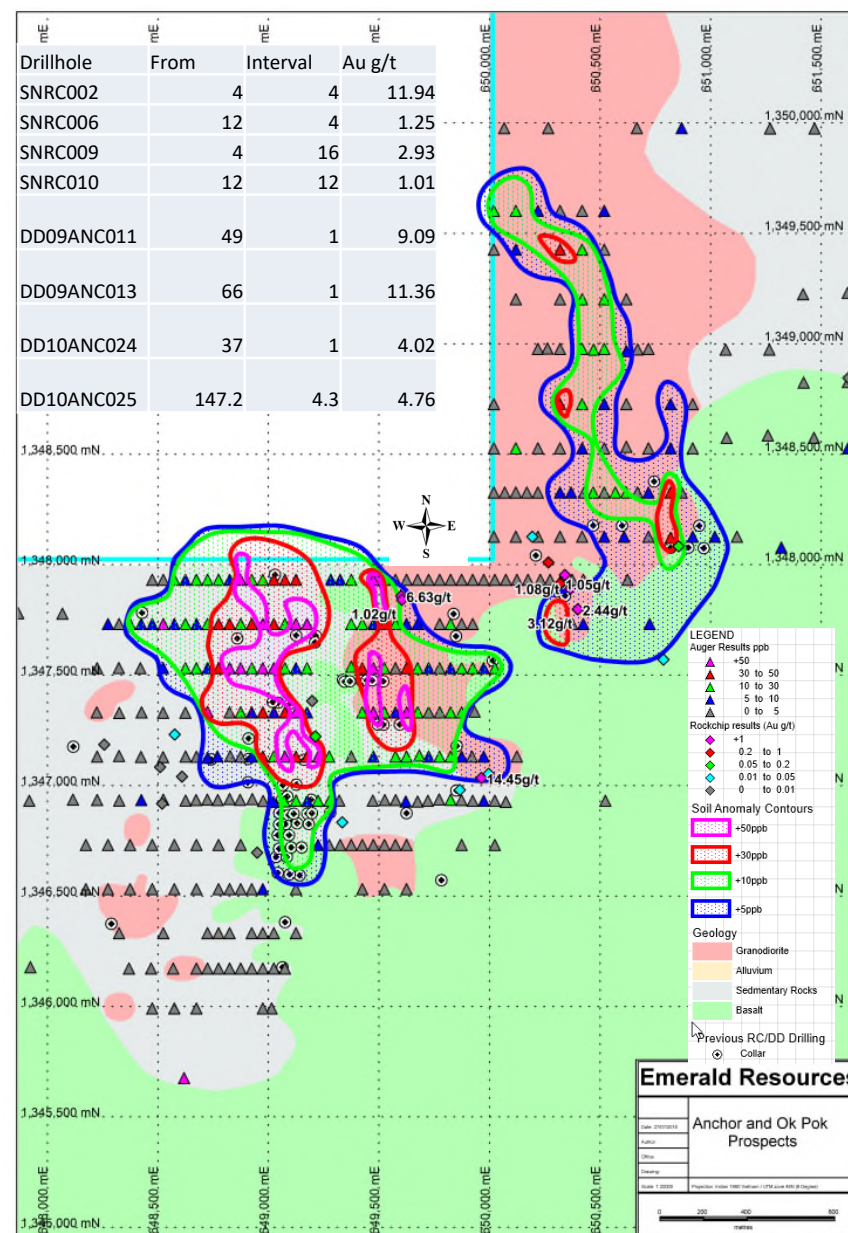 Drillhole From Interval Au g/t
SNRC002 4 4 11.94
SNRC006 12 4 1.25
SNRC009 4 16 2.93
SNRC010 12 12 1.01
DD09ANC011 49 1 9.09
DD09ANC013 66 1 11.36
DD10ANC024 37 1 4.02
DD10ANC025 147.2 4.3 4.76
mE mE mE mE 650,000 mE 650,500 mE 651,000 mE 651,500
1,350,000 mN
1,349,500 mN
1,349,000 mN
1,348,500 mN 1,348,500 mN
N
W E
S
1,348,000 mN 1,348,000 mN
1.08g/t 1.05g/t
6.63g/t
1.02g/t 2.44g/t
3.12g/t
1,347,500 mN
1,347,000 mN
14.45g/t
1,346,500 mN
1,346,000 mN
1,345,500 mN
1,345,000 mN
648,000 mE 648,500 mE 649,000 mE 649,500 mE 650,000 mE 650,500 mE
LEGEND
Auger Results ppb
+50
30 to 50
10 to 30
5 to 10
0 to 5
Rockchip results (Au g/t)
+1
0.2 to 1
0.05 to 0.2
0.01 to 0.05
0 to 0.01
Soil Anomaly Contours
+50ppb
+30ppb
+10ppb
+5ppb
Geology
Granodiorite
Alluvium
Sedmentary Rocks
Basalt
Previous RC/DD Drilling
Collar
Emerald Resources
Anchor and Ok Pok
Prospects
Date:
Author:
Office:
Drawing:
0 200 400 800
metres